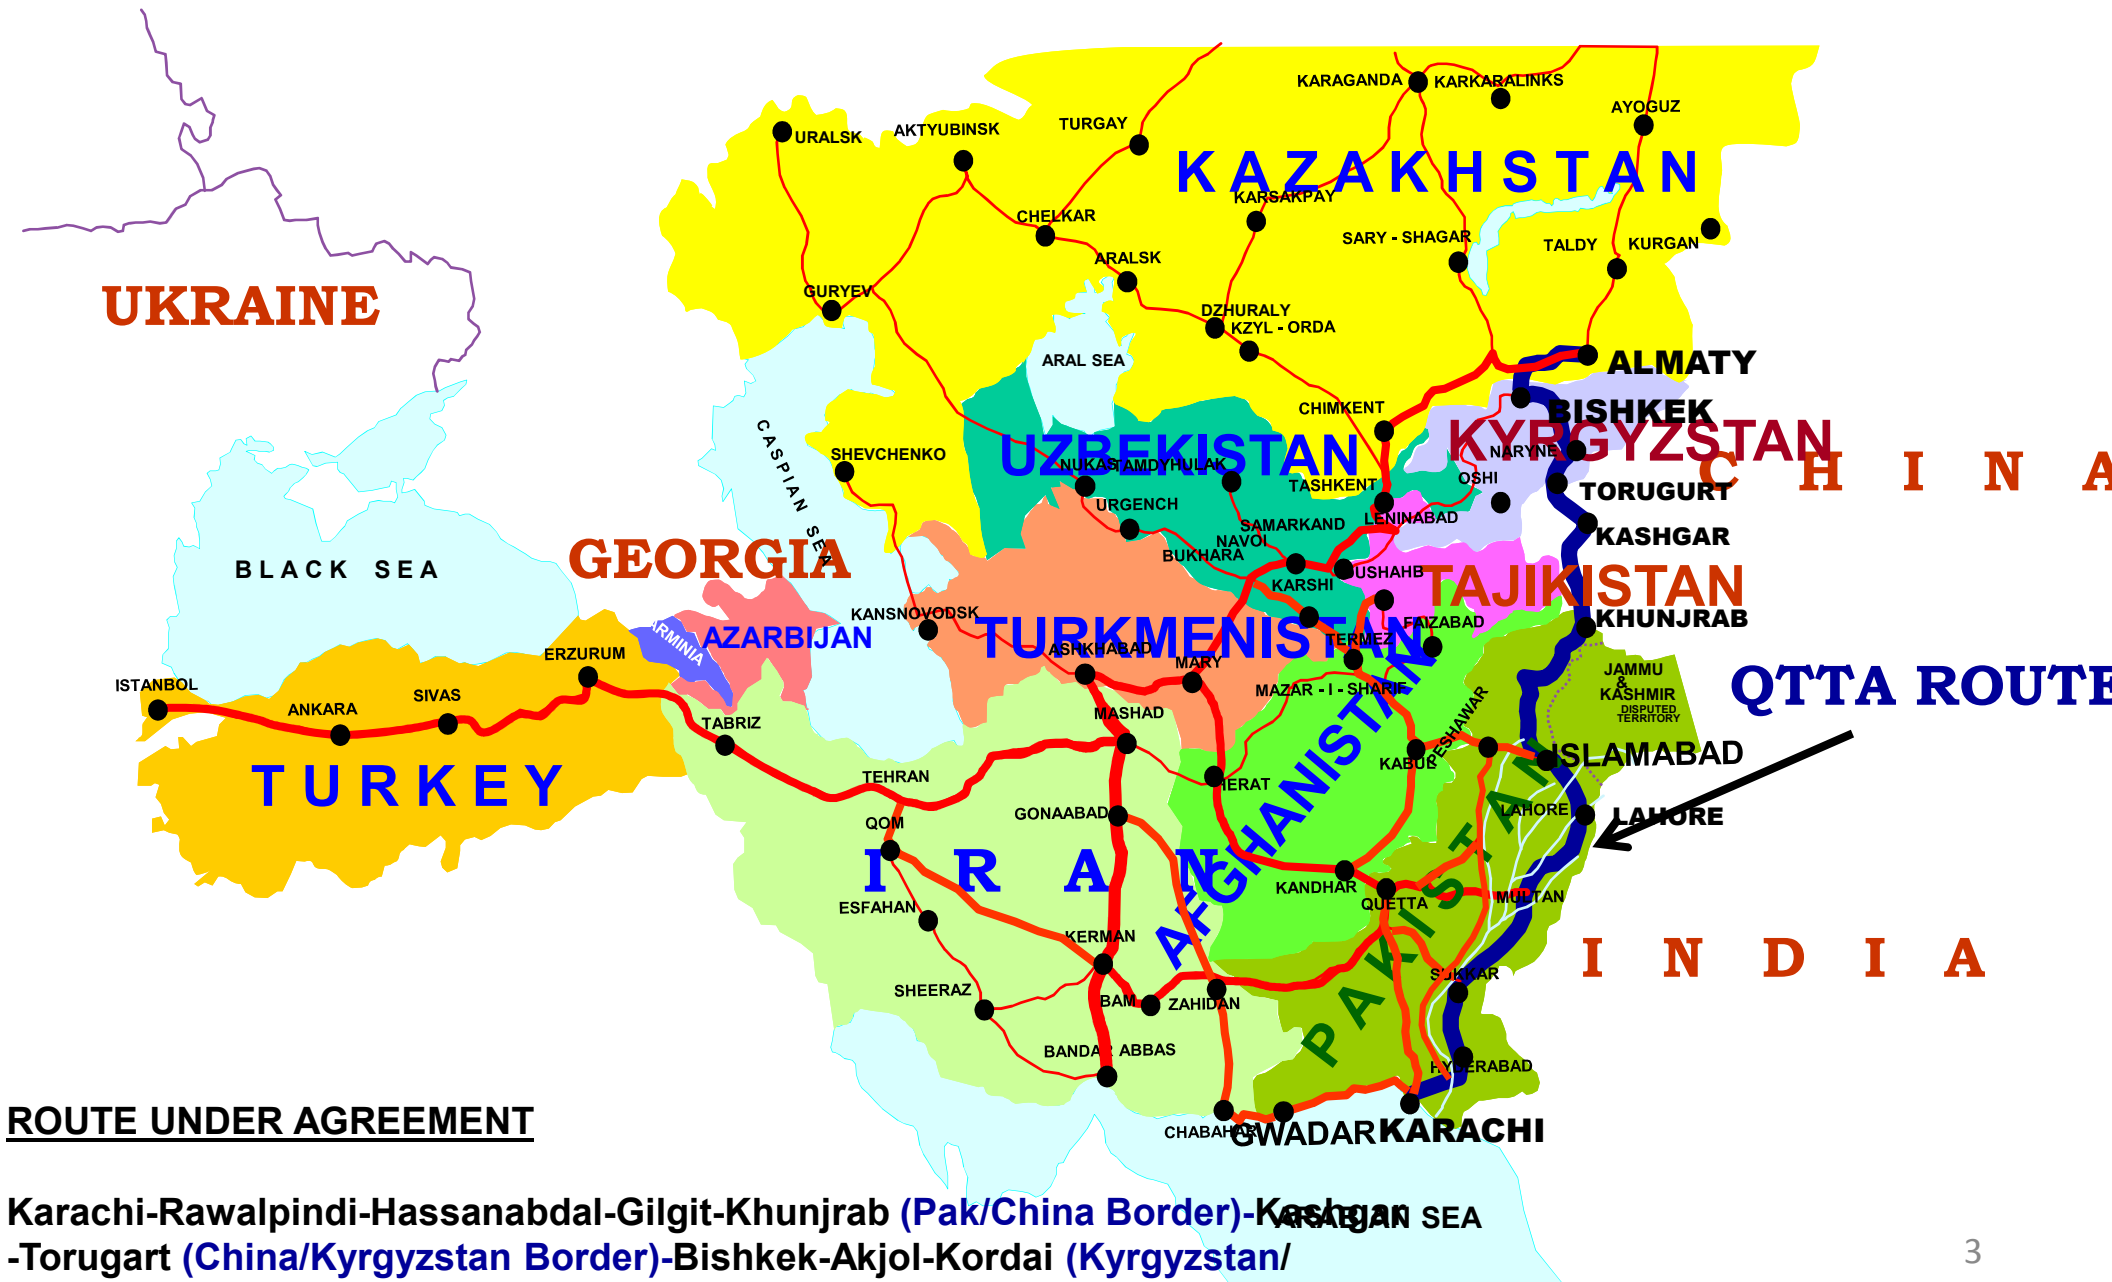 KARAGANDA
KARKARALINKS
AYOGUZ
URALSK
AKTYUBINSK
TURGAY
KAZAKHSTAN
KARSAKPAY
CHELKAR
SARY - SHAGAR
TALDY
KURGAN
ARALSK
GURYEV
UKRAINE
DZHURALY
KZYL - ORDA
ARAL SEA
ALMATY
CHIMKENT
BISHKEK
CASPIAN SEA
SHEVCHENKO
UZBEKISTAN
KYRGYZSTAN
NARYNE
CHINA
NUKAS
TAMDYHULAK
TASHKENT
OSHI
TORUGURT
URGENCH
LENINABAD
SAMARKAND
NAVOI
KASHGAR
BUKHARA
BLACK SEA
GEORGIA
KARSHI
DUSHAHB
TAJIKISTAN
KANSNOVODSK
KHUNJRAB
ARMINIA
AZARBIJAN
TURKMENISTAN
FAIZABAD
TERMEZ
ASHKHABAD
MARY
ERZURUM
ISTANBOL
ANKARA
SIVAS
MAZAR - I - SHARIF
JAMMU
&
KASHMIR
DISPUTED
TERRITORY
QTTA ROUTE
TABRIZ
MASHAD
PESHAWAR
KABUL
ISLAMABAD
TURKEY
TEHRAN
HERAT
AFGHANISTAN
GONAABAD
QOM
LAHORE
LAHORE
IRAN
KANDHAR
QUETTA
MULTAN
PAKISTAN
ESFAHAN
KERMAN
INDIA
SUKKAR
SHEERAZ
BAM
ZAHIDAN
BANDAR ABBAS
HYDERABAD
CHABAHAR
GWADAR
KARACHI
ROUTE UNDER AGREEMENT
Karachi-Rawalpindi-Hassanabdal-Gilgit-Khunjrab (Pak/China Border)-Kashgar
ARABIAN SEA
-Torugart (China/Kyrgyzstan Border)-Bishkek-Akjol-Kordai (Kyrgyzstan/
3